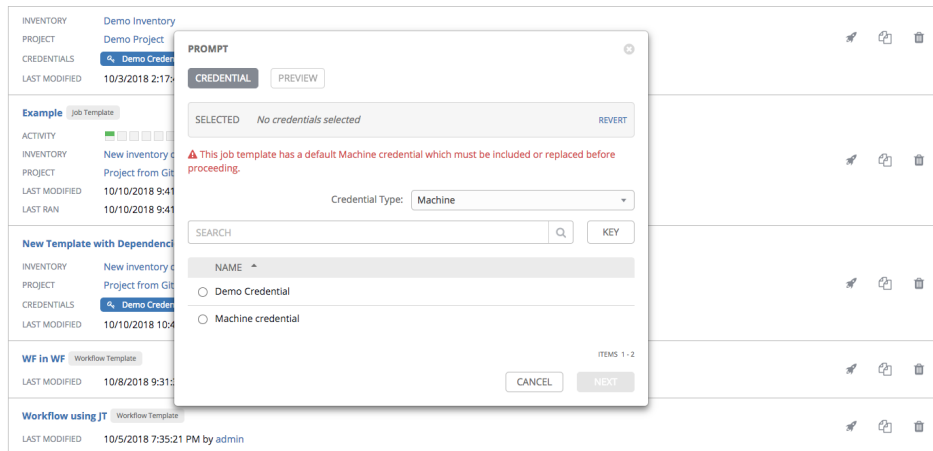 INVENTORY Demo Inventory
PROJECT Demo Project
CREDENTIALS Demo Creden
LAST MODIFIED 10/3/2018 2:17:
Example Job Template
ACTIVITY
INVENTORY New inventory
PROJECT Project from Git
LAST MODIFIED 10/10/2018 9:41
LAST RAN 10/10/2018 9:41
New Template with Dependenci
INVENTORY New inventory
PROJECT Project from Git
CREDENTIALS Demo Creden
LAST MODIFIED 10/10/2018 10:4
WF in WF Workflow Template
LAST MODIFIED 10/8/2018 9:31:
Workflow using JT Workflow Template
LAST MODIFIED 10/5/2018 7:35:21 PM by admin
PROMPT
CREDENTIAL PREVIEW
SELECTED No credentials selected REVERT
This job template has a default Machine credential which must be included or replaced before
proceeding.
Credential Type: Machine
SEARCH KEY
NAME
Demo Credential
Machine credential
ITEMS 1 - 2
CANCEL NEXT